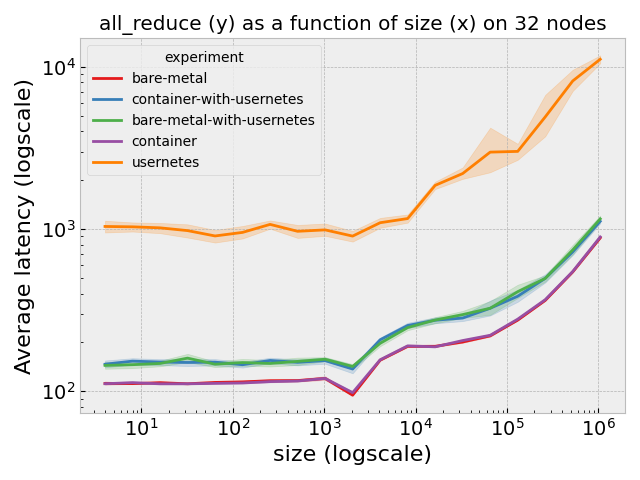 all_reduce (y) as a function of size (x) on 32 nodes
experiment
bare-metal
container-with-usernetes
bare-metal-with-usernetes
container
usernetes
Average latency (logscale)
10⁴
10³
10²
10¹ 10² 10³ 10⁴ 10⁵ 10⁶
size (logscale)